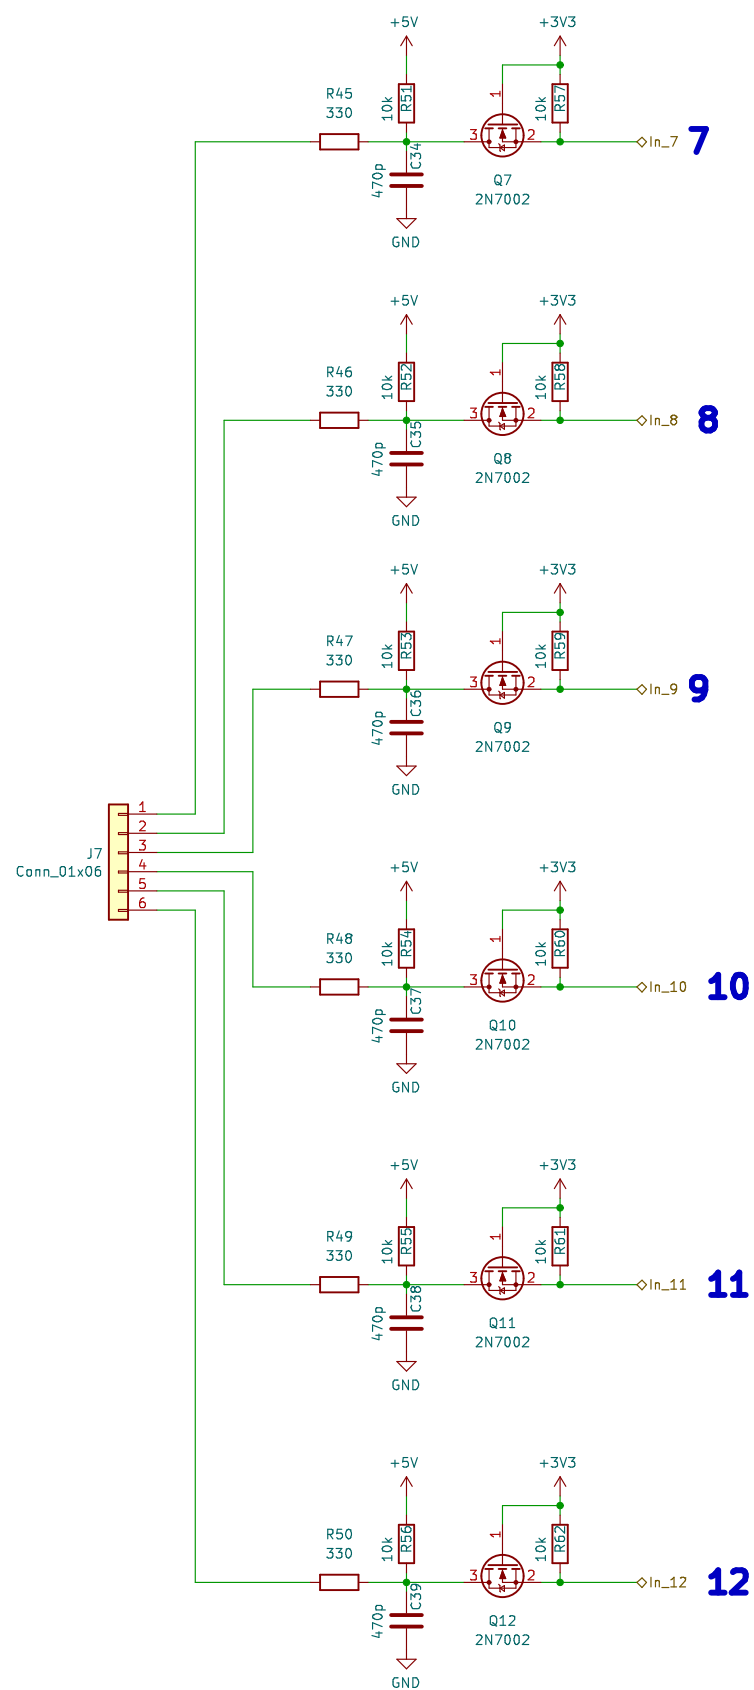 +5V
+3V3
R45
330
10k
R51
1
10k
R57
3
2
In_7
7
C34
470p
Q7
2N7002
GND
+5V
+3V3
R46
330
10k
R52
1
10k
R58
3
2
In_8
8
C35
470p
Q8
2N7002
GND
+5V
+3V3
R47
330
10k
R53
1
10k
R59
3
2
In_9
9
C36
470p
Q9
2N7002
GND
J7
Conn_01x06
1
2
3
4
5
6
+5V
+3V3
R48
330
10k
R54
1
10k
R60
3
2
In_10
10
C37
470p
Q10
2N7002
GND
+5V
+3V3
R49
330
10k
R55
1
10k
R61
3
2
In_11
11
C38
470p
Q11
2N7002
GND
+5V
+3V3
R50
330
10k
R56
1
10k
R62
3
2
In_12
12
C39
470p
Q12
2N7002
GND